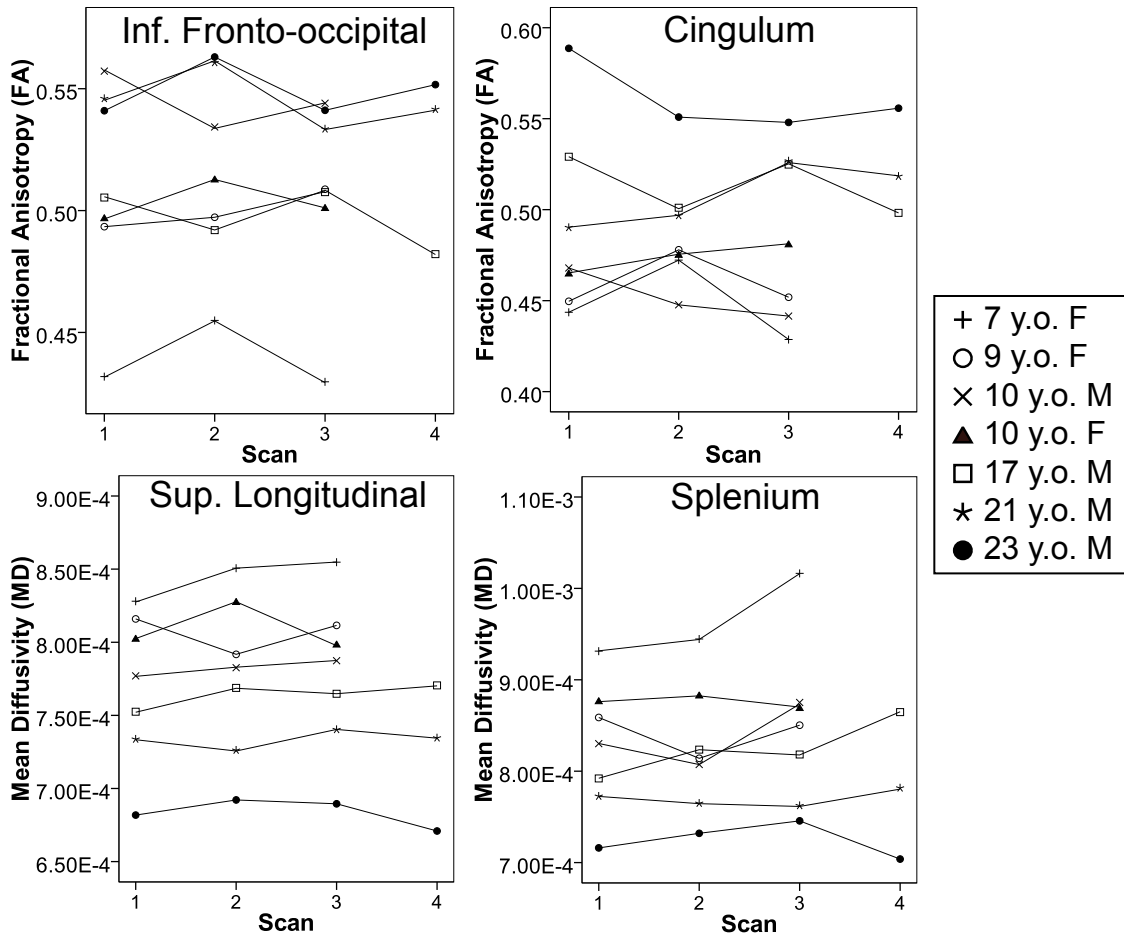 Inf. Fronto-occipital
Fractional Anisotropy (FA)
0.55
0.50
0.45
1 2 3 4
Scan
Cingulum
Fractional Anisotropy (FA)
0.60
0.55
0.50
0.45
0.40
1 2 3 4
Scan
Sup. Longitudinal
Mean Diffusivity (MD)
9.00E-4
8.50E-4
8.00E-4
7.50E-4
7.00E-4
6.50E-4
1 2 3 4
Scan
Splenium
Mean Diffusivity (MD)
1.10E-3
1.00E-3
9.00E-4
8.00E-4
7.00E-4
1 2 3 4
Scan
7 y.o. F
9 y.o. F
10 y.o. M
10 y.o. F
17 y.o. M
21 y.o. M
23 y.o. M